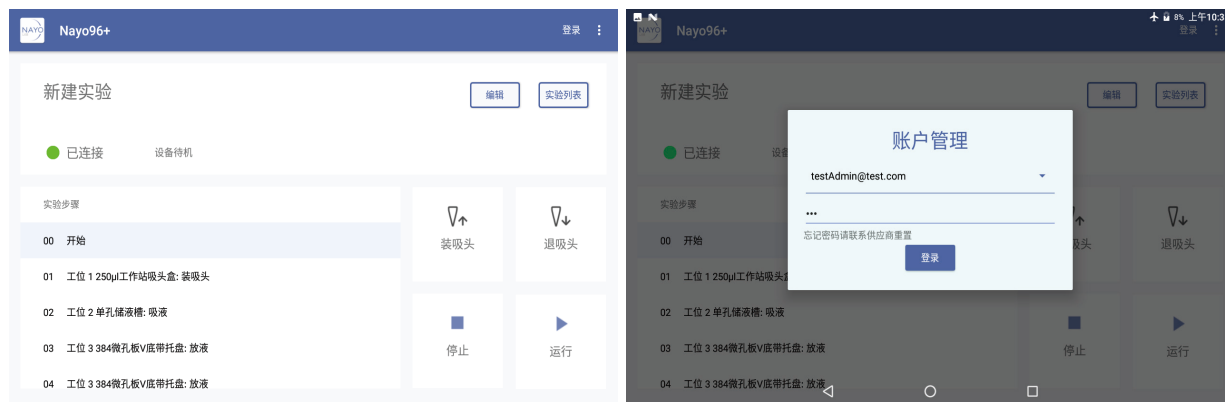 NAYO Nayo96+ 登录
新建实验 编辑 实验列表
已连接 设备待机
实验步骤
00 开始
01 工位 1 250µl工作站吸头盒: 装吸头
02 工位 2 单孔储液槽: 吸液
03 工位 3 384微孔板V底带托盘: 放液
04 工位 3 384微孔板V底带托盘: 放液
装吸头 退吸头
停止 运行
8% 上午10:3
NAYO Nayo96+ 登录
新建实验 编辑 实验列表
已连接 设备
账户管理
testAdmin@test.com
•••
忘记密码请联系供应商重置
登录
实验步骤
00 开始
01 工位 1 250µl工作站吸头盒
02 工位 2 单孔储液槽: 吸液
03 工位 3 384微孔板V底带托盘: 放液
04 工位 3 384微孔板V底带托盘: 放液
吸头 退吸头
停止 运行